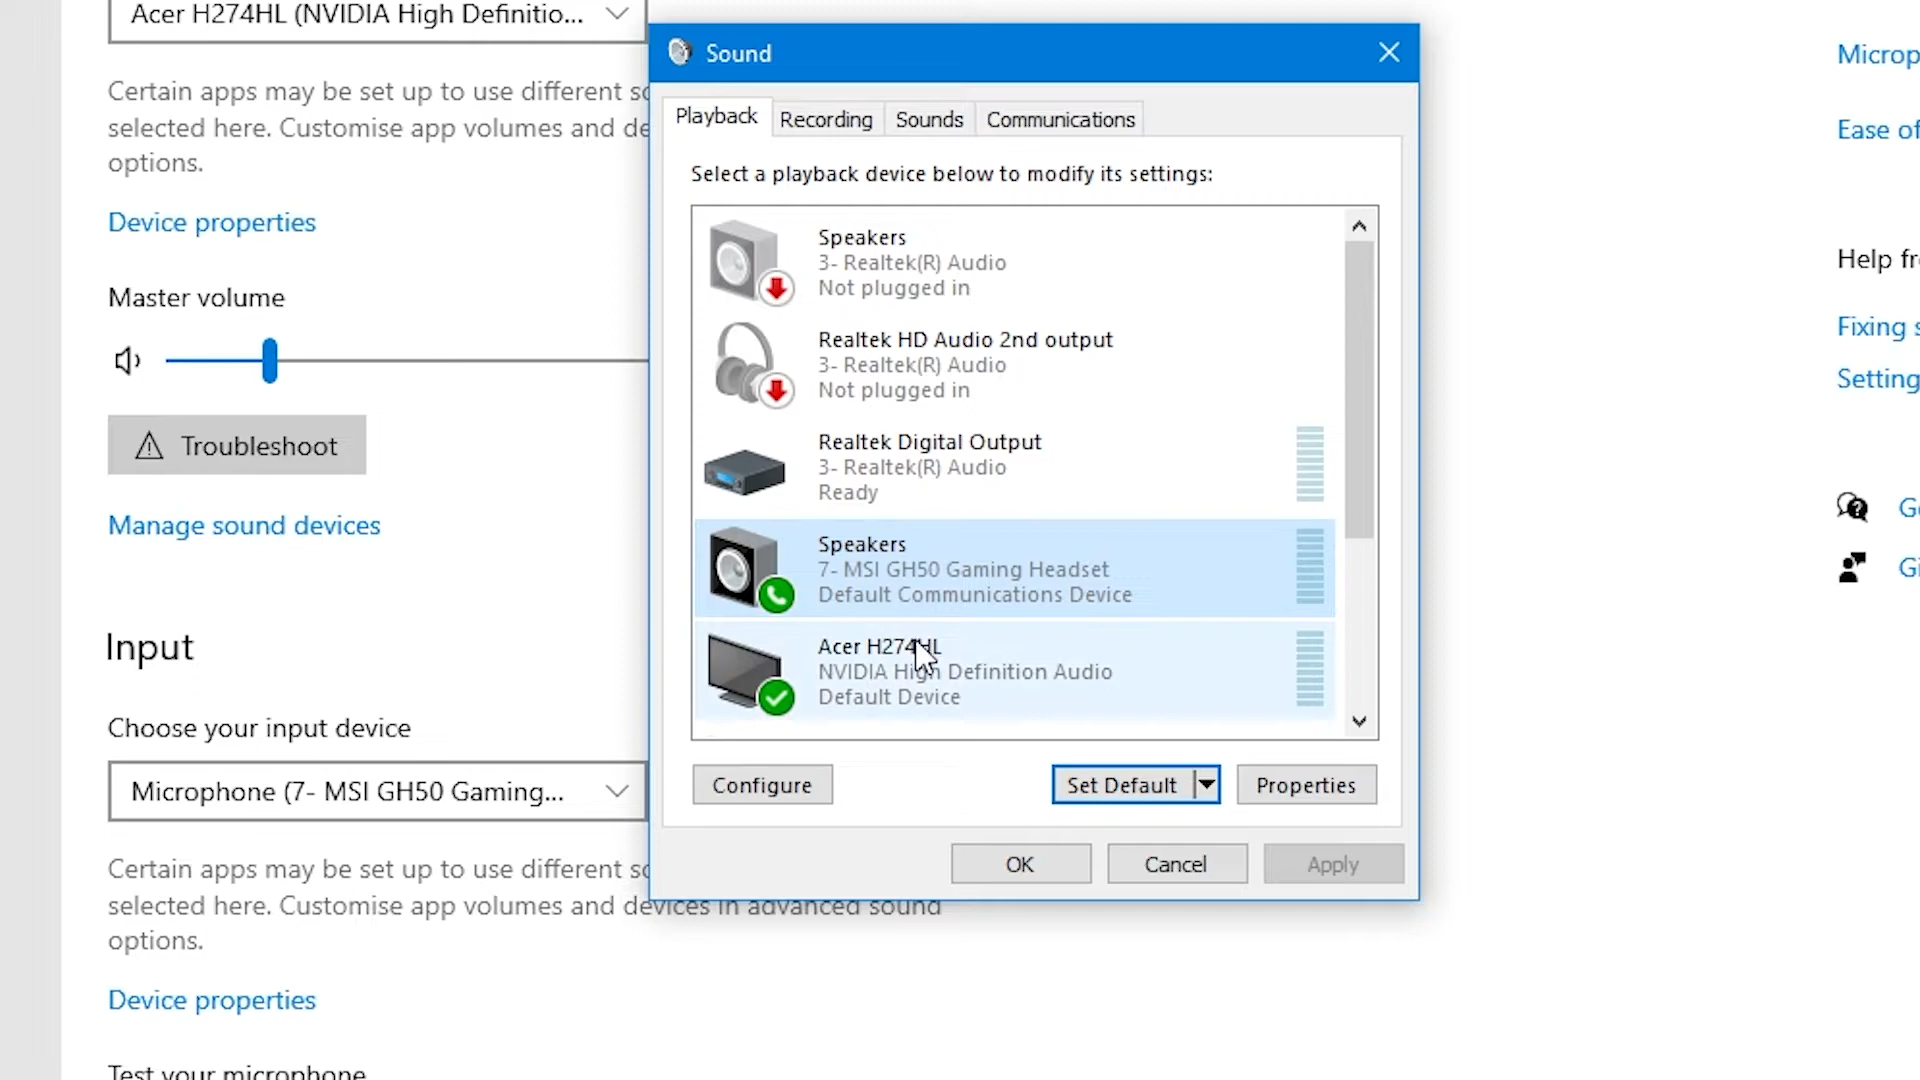 Acer H274HL (NVIDIA High Definitio...
Certain apps may be set up to use different so
selected here. Customise app volumes and de
options.
Device properties
Master volume
Troubleshoot
Manage sound devices
Input
Choose your input device
Microphone (7- MSI GH50 Gaming...
Certain apps may be set up to use different so
selected here. Customise app volumes and devices in advanced sound
options.
Device properties
Test your microphone
Sound
Playback
Recording
Sounds
Communications
Select a playback device below to modify its settings:
Speakers
3- Realtek(R) Audio
Not plugged in
Realtek HD Audio 2nd output
3- Realtek(R) Audio
Not plugged in
Realtek Digital Output
3- Realtek(R) Audio
Ready
Speakers
7- MSI GH50 Gaming Headset
Default Communications Device
Acer H274HL
NVIDIA High Definition Audio
Default Device
Configure
Set Default
Properties
OK
Cancel
Apply
Microp
Ease of
Help fr
Fixing s
Setting
G
Gi